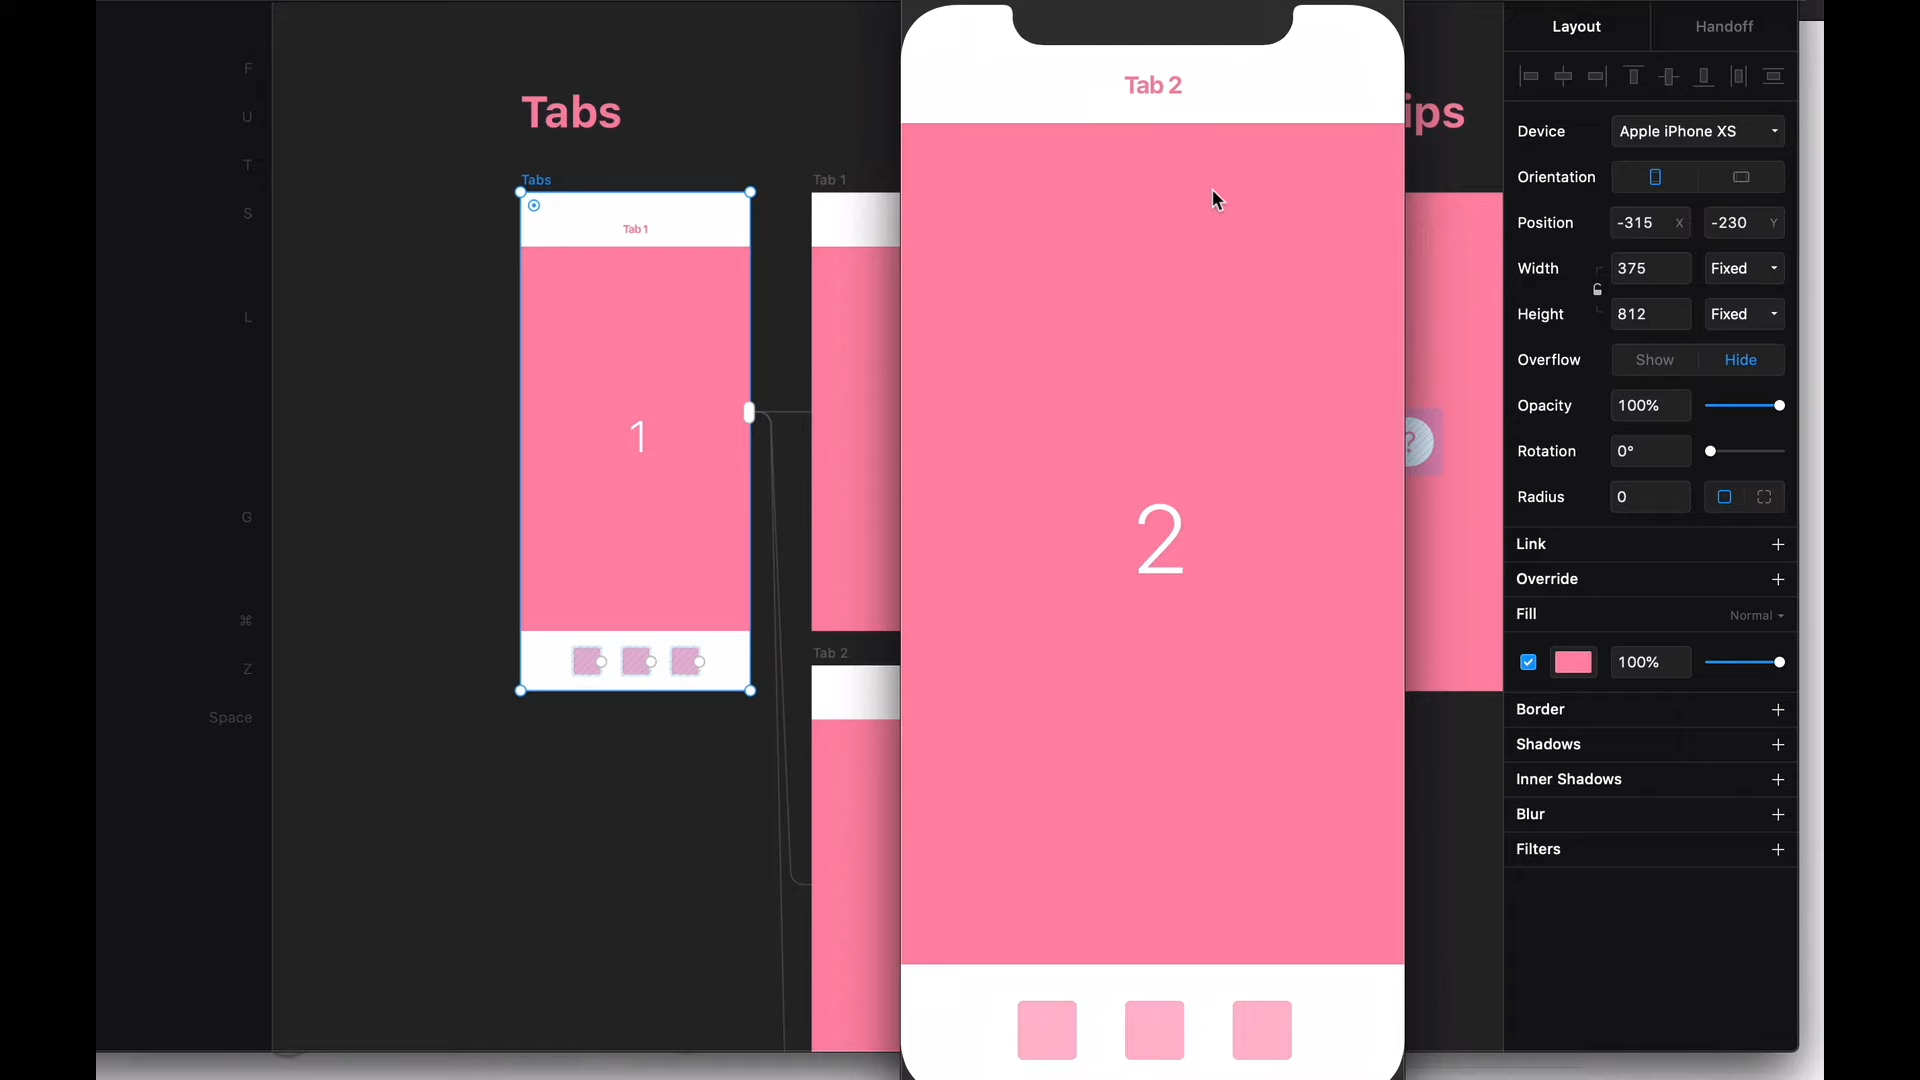 F
U
T
S
L
G
⌘
Z
Space
Tabs
Tabs
Tab 1
1
Tab 1
Tab 2
Tab 2
2
ips
?
Layout
Handoff
Device
Apple iPhone XS
Orientation
Position
-315 X
-230 Y
Width
375
Fixed
Height
812
Fixed
Overflow
Show
Hide
Opacity
100%
Rotation
0°
Radius
0
Link
Override
Fill
Normal
100%
Border
Shadows
Inner Shadows
Blur
Filters